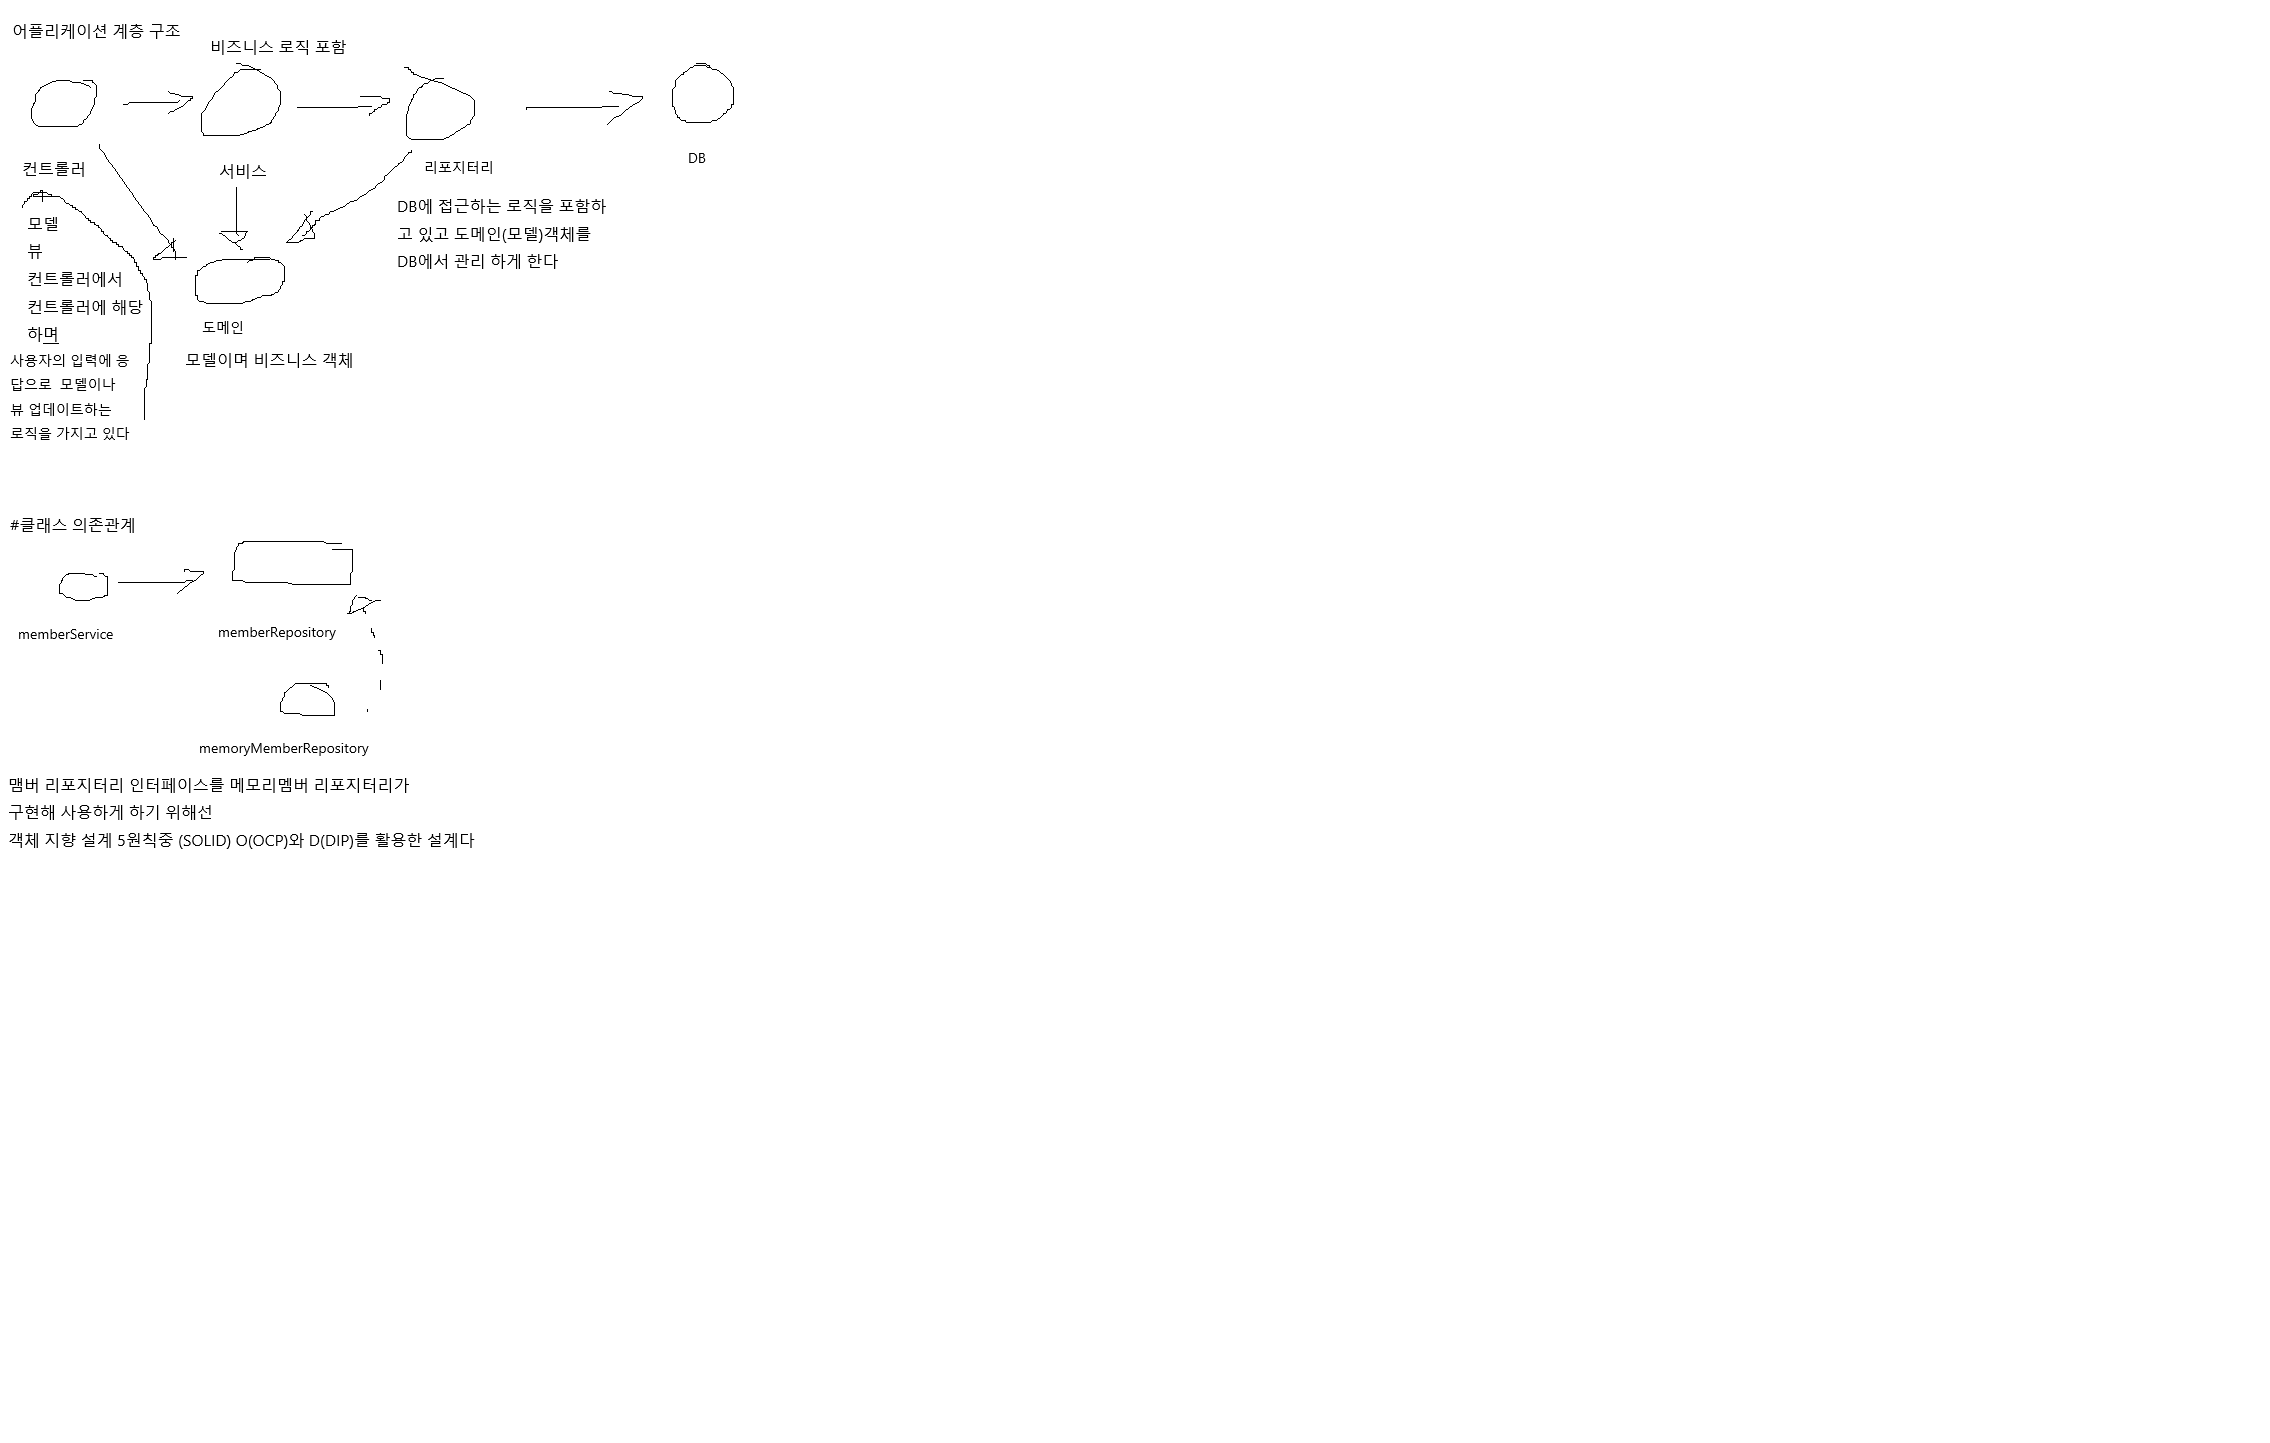 어플리케이션 계층 구조
비즈니스 로직 포함
컨트롤러
서비스
리포지터리
DB
모델
뷰
컨트롤러에서
컨트롤러에 해당
하며
사용자의 입력에 응
답으로  모델이나
뷰 업데이트하는
로직을 가지고 있다
DB에 접근하는 로직을 포함하
고 있고 도메인(모델)객체를
DB에서 관리 하게 한다
도메인
모델이며 비즈니스 객체
#클래스 의존관계
memberService
memberRepository
memoryMemberRepository
맴버 리포지터리 인터페이스를 메모리멤버 리포지터리가
구현해 사용하게 하기 위해선
객체 지향 설계 5원칙중 (SOLID) O(OCP)와 D(DIP)를 활용한 설계다